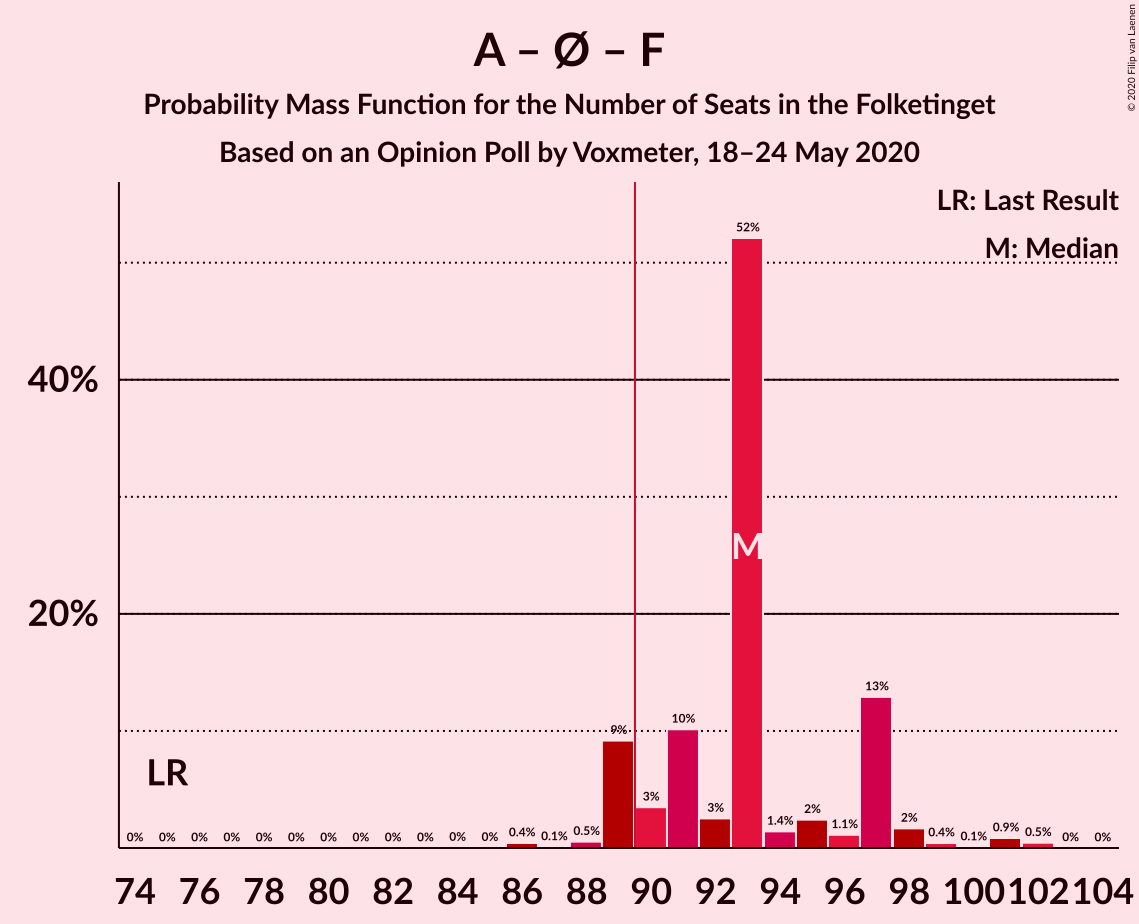 A – Ø – F
Probability Mass Function for the Number of Seats in the Folketinget
Based on an Opinion Poll by Voxmeter, 18–24 May 2020
© 2020 Filip van Laenen
LR: Last Result
M: Median
52%
40%
M
20%
13%
10%
9%
LR
3%
3%
1.4%
2%
1.1%
2%
0% 0% 0% 0% 0% 0% 0% 0% 0% 0% 0% 0% 0.4% 0.1% 0.5% 0.4% 0.1% 0.9% 0.5% 0% 0%
74 76 78 80 82 84 86 88 90 92 94 96 98 100 102 104